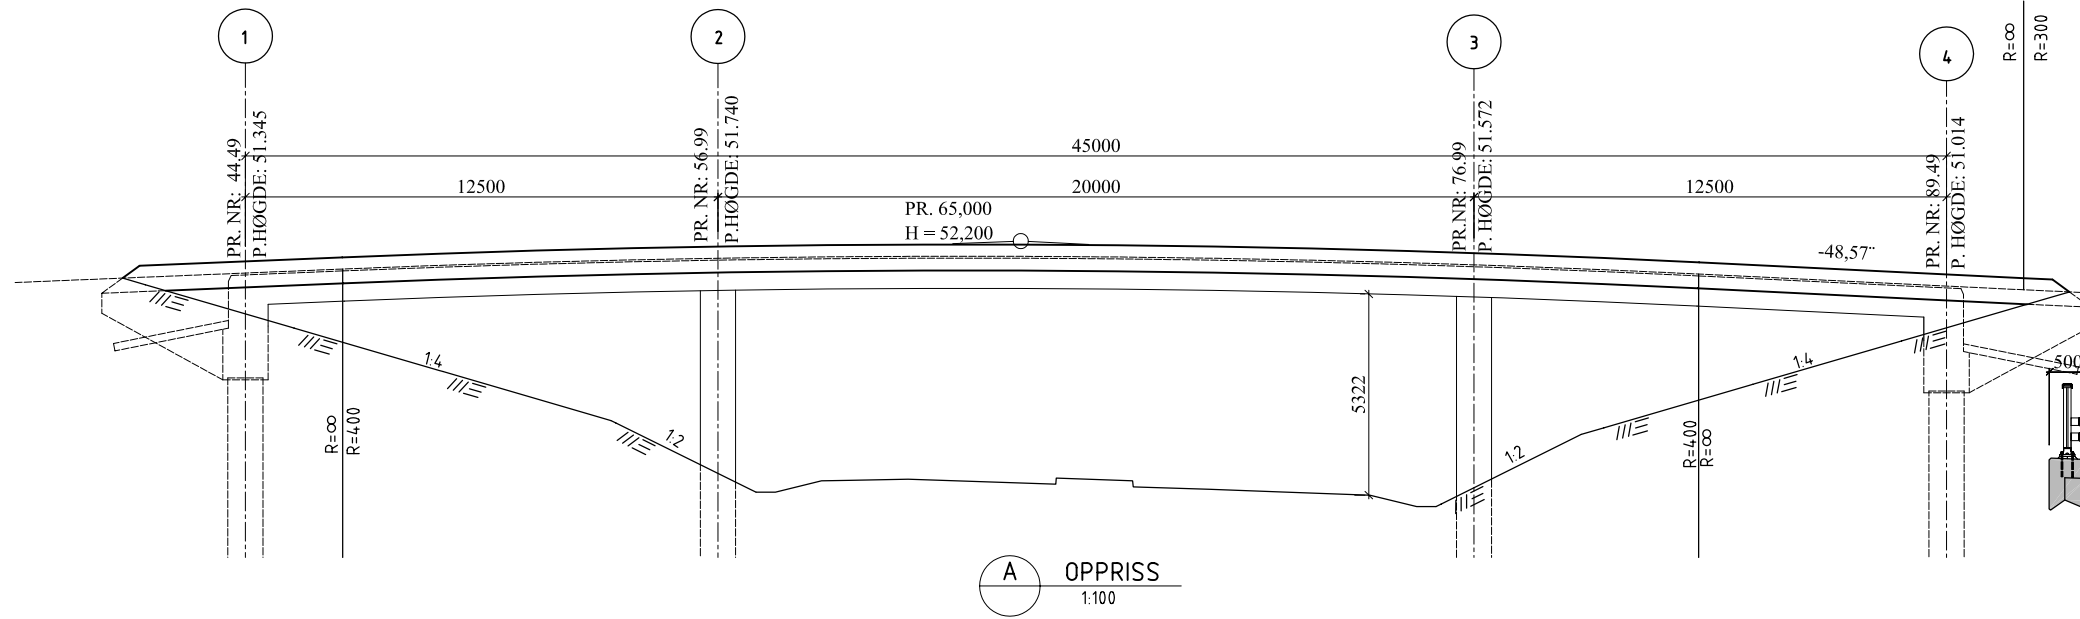 1
2
3
4
R=∞
R=300
PR. NR: 44.49
P.HØGDE: 51.345
PR. NR: 56.99
P.HØGDE: 51.740
PR.NR: 76.99
P. HØGDE: 51.572
PR. NR: 89.49
P. HØGDE: 51.014
45000
12500
20000
12500
PR. 65,000
H = 52,200
-48,57¨
1:4
1:4
500
5322
R=∞
R=400
1:2
1:2
R=400
R=∞
A
OPPRISS
1:100